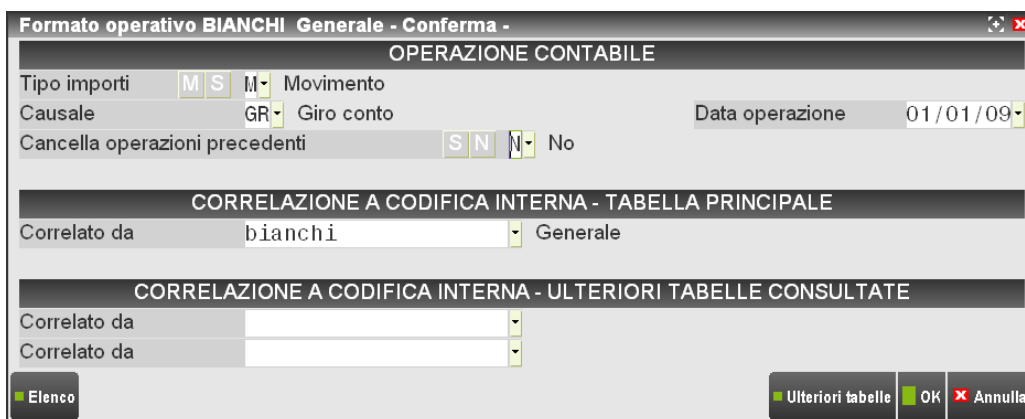 Formato operativo BIANCHI Generale - Conferma -
OPERAZIONE CONTABILE
Tipo importi M S M Movimento
Causale GR Giro conto Data operazione 01/01/09
Cancella operazioni precedenti S N N No
CORRELAZIONE A CODIFICA INTERNA - TABELLA PRINCIPALE
Correlato da bianchi Generale
CORRELAZIONE A CODIFICA INTERNA - ULTERIORI TABELLE CONSULTATE
Correlato da
Correlato da
Elenco Ulteriori tabelle OK Annulla